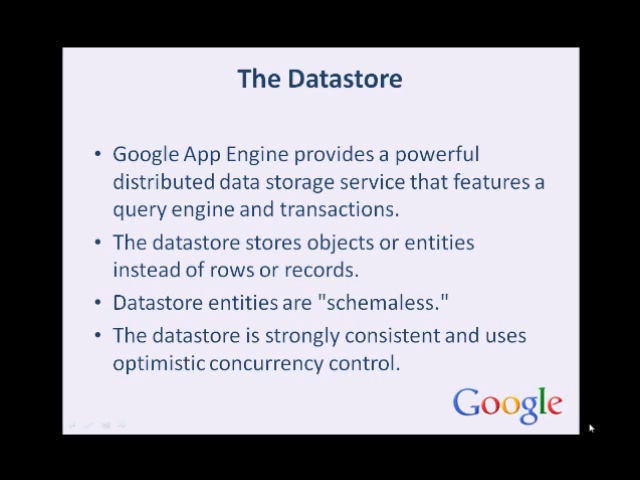 The Datastore
• Google App Engine provides a powerful
distributed data storage service that features a
query engine and transactions.
• The datastore stores objects or entities
instead of rows or records.
• Datastore entities are "schemaless."
• The datastore is strongly consistent and uses
optimistic concurrency control.
Google